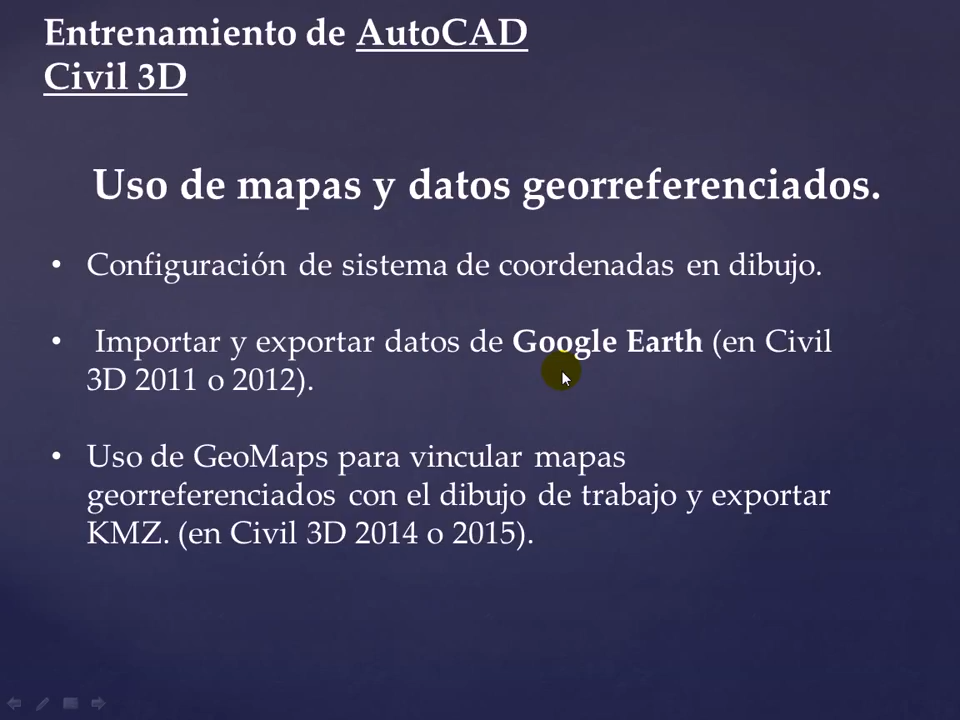 Entrenamiento de AutoCAD
Civil 3D
Uso de mapas y datos georreferenciados.
• Configuración de sistema de coordenadas en dibujo.
• Importar y exportar datos de Google Earth (en Civil
3D 2011 o 2012).
• Uso de GeoMaps para vincular mapas
georreferenciados con el dibujo de trabajo y exportar
KMZ. (en Civil 3D 2014 o 2015).